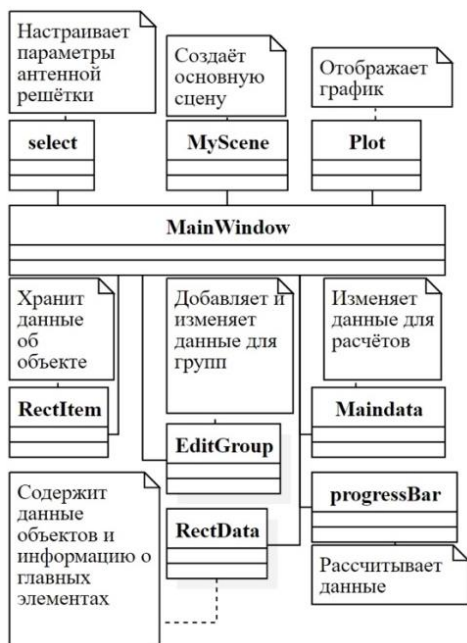 Настраивает
параметры
антенной
решётки
Создаёт
основную
сцену
Отображает
график
select
MyScene
Plot
MainWindow
Хранит
данные
об
объекте
Добавляет и
изменяет
данные для
групп
Изменяет
данные для
расчётов
RectItem
EditGroup
Maindata
Содержит
данные
объектов и
информацию о
главных
элементах
RectData
progressBar
Рассчитывает
данные